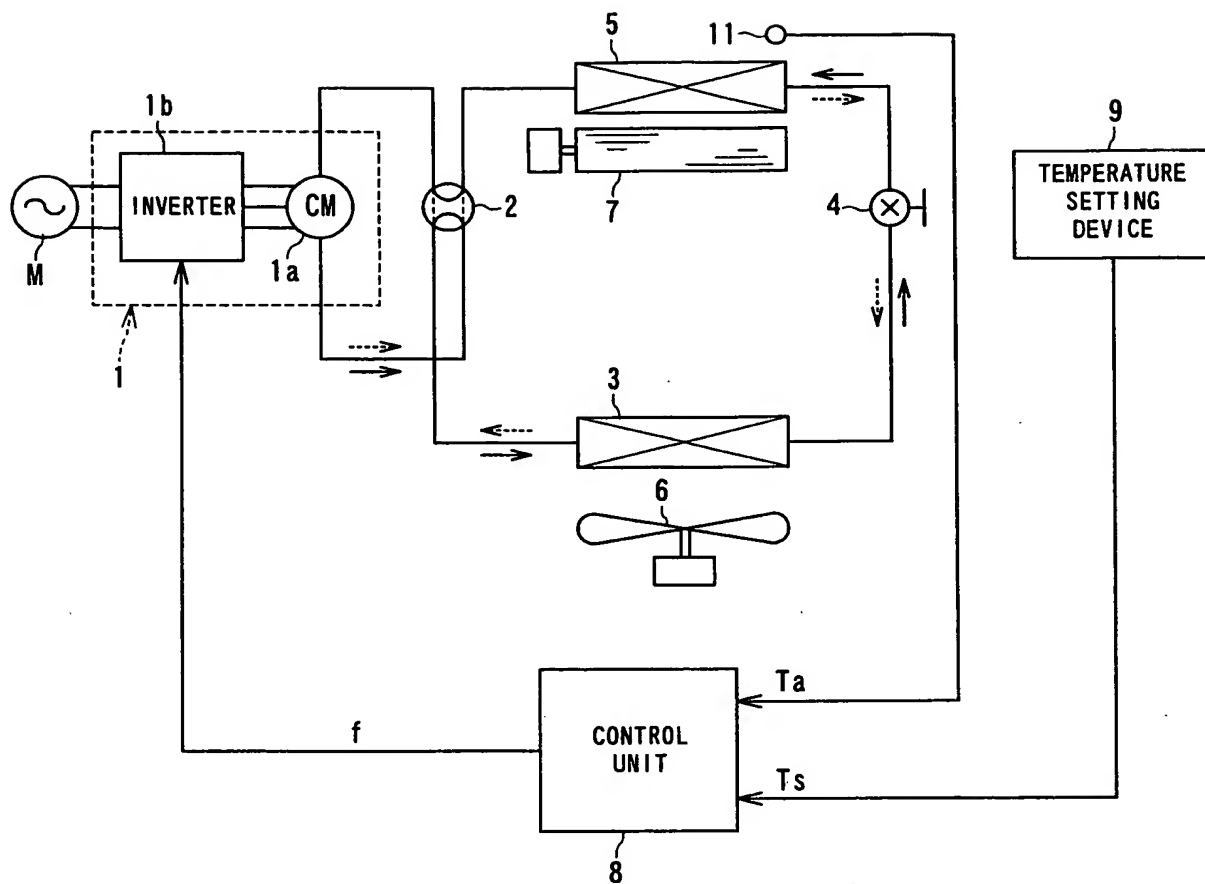 11
5
1b
9
INVERTER
CM
2
7
4
TEMPERATURE
SETTING
DEVICE
M
1a
1
3
6
Ta
f
CONTROL
UNIT
Ts
8